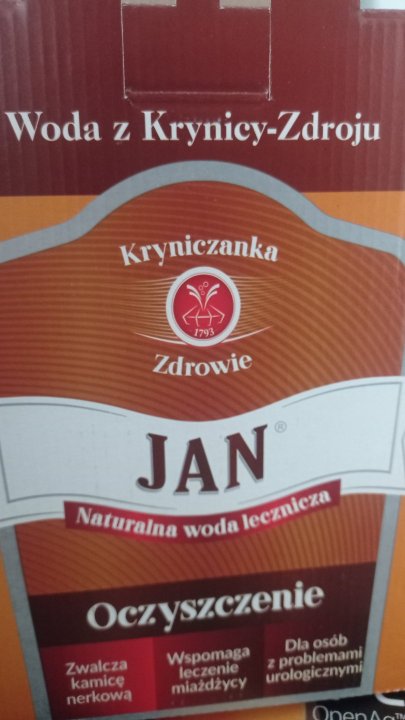 Woda z Krynicy-Zdroju
Kryniczanka
1793
Zdrowie
JAN®
Naturalna woda lecznicza
Oczyszczenie
Zwalcza
kamicę
nerkową
Wspomaga
leczenie
miażdżycy
Dla osób
z problemami
urologicznymi